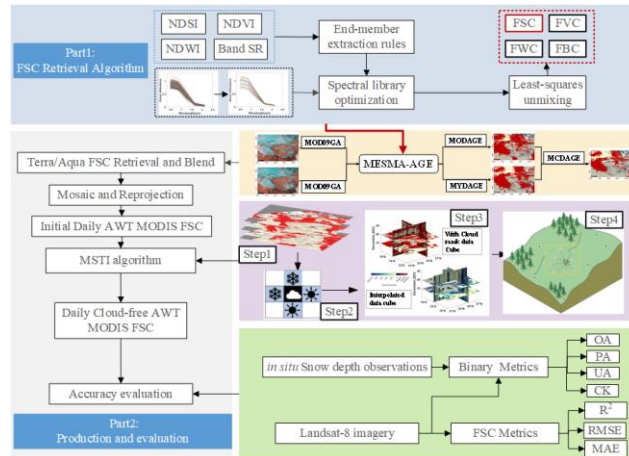 NDSI
NDVI
NDWI
Band SR
End-member
extraction rules
FSC
FVC
FWC
FBC
Part1:
FSC Retrieval Algorithm
Spectral library
optimization
Least-squares
unmixing
Terra/Aqua FSC Retrieval and Blend
Mosaic and Reprojection
Initial Daily AWT MODIS FSC
MSTI algorithm
Daily Cloud-free AWT
MODIS FSC
Accuracy evaluation
Part2:
Production and evaluation
MOD09GA
MOD09GA
MESMA-AGE
MODAGE
MYDAGE
MCDAGE
Step1
Step2
Step3
With Cloud
mask data
Cube
Interpolated
data cube
Step4
in situ Snow depth observations
Binary Metrics
OA
PA
UA
CK
Landsat-8 imagery
FSC Metrics
R²
RMSE
MAE